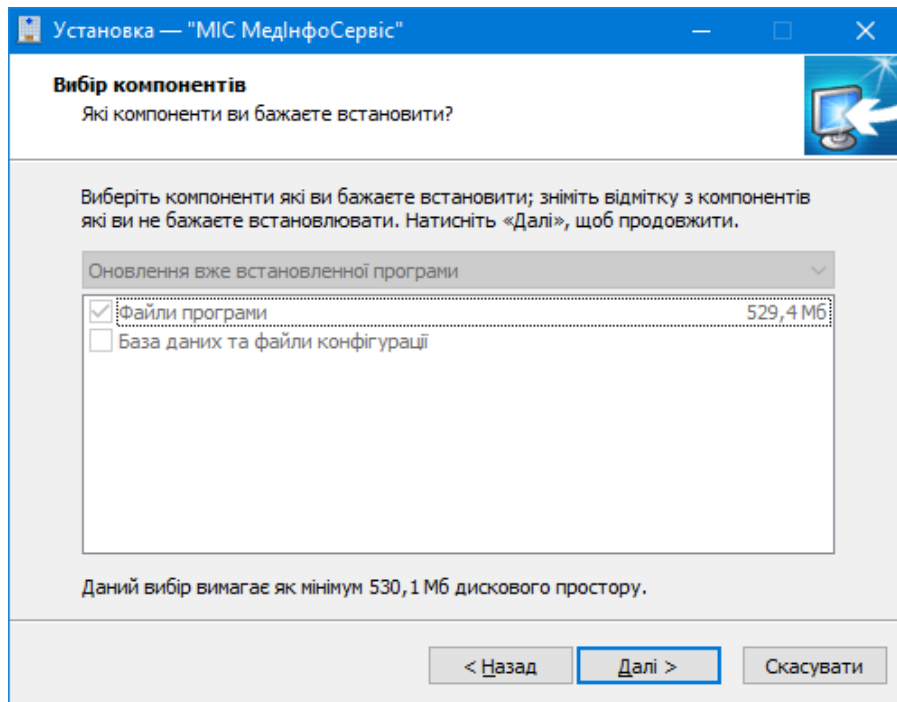 Установка — "МІС МедІнфоСервіс"
Вибір компонентів
Які компоненти ви бажаєте встановити?
Виберіть компоненти які ви бажаєте встановити; зніміть відмітку з компонентів
які ви не бажаєте встановлювати. Натисніть «Далі», щоб продовжити.
Оновлення вже встановленної програми
Файли програми 529,4 Мб
База даних та файли конфігурації
Даний вибір вимагає як мінімум 530,1 Мб дискового простору.
< Назад Далі > Скасувати